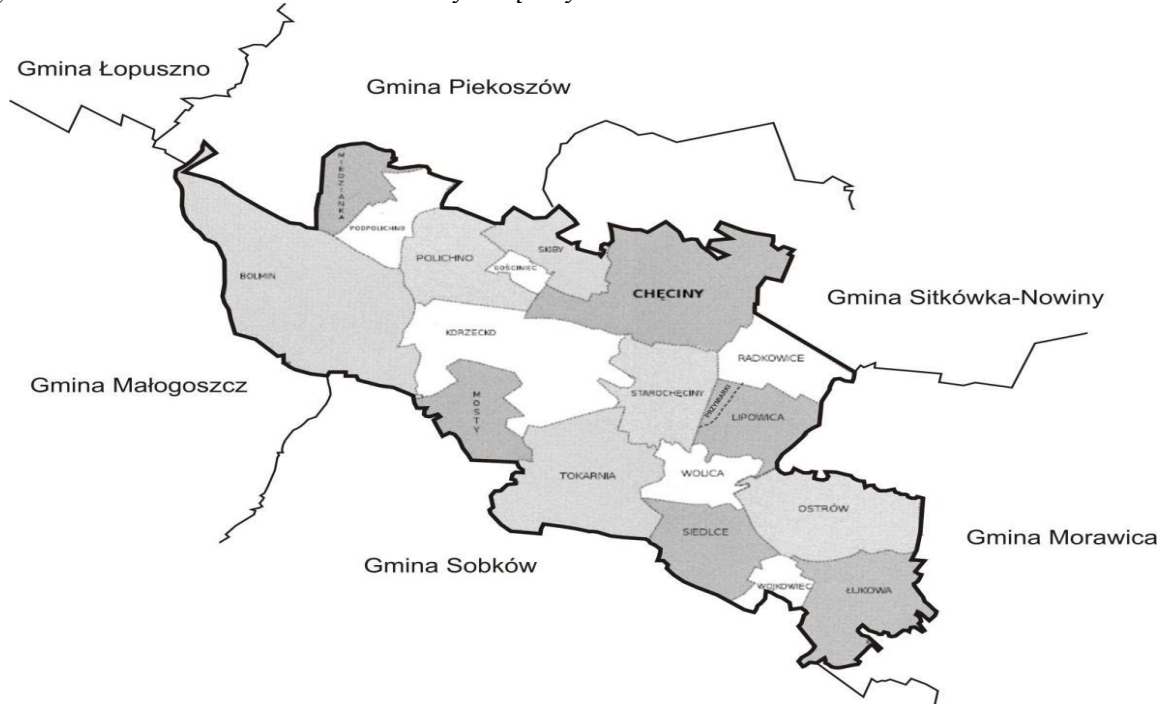 Gmina Łopuszno
Gmina Piekoszów
MIEDZIANKA
PODPOLICHNO
SKIBY
POLICHNO
GOŚCINIEC
BOLMIN
CHĘCINY
Gmina Sitkówka-Nowiny
KORZECKO
RADKOWICE
Gmina Małogoszcz
STAROCHĘCINY
PRZYMIARKI
MOSTY
LIPOWICA
WOLICA
TOKARNIA
OSTRÓW
SIEDLCE
Gmina Morawica
Gmina Sobków
WOJKOWIEC
ŁUKOWA